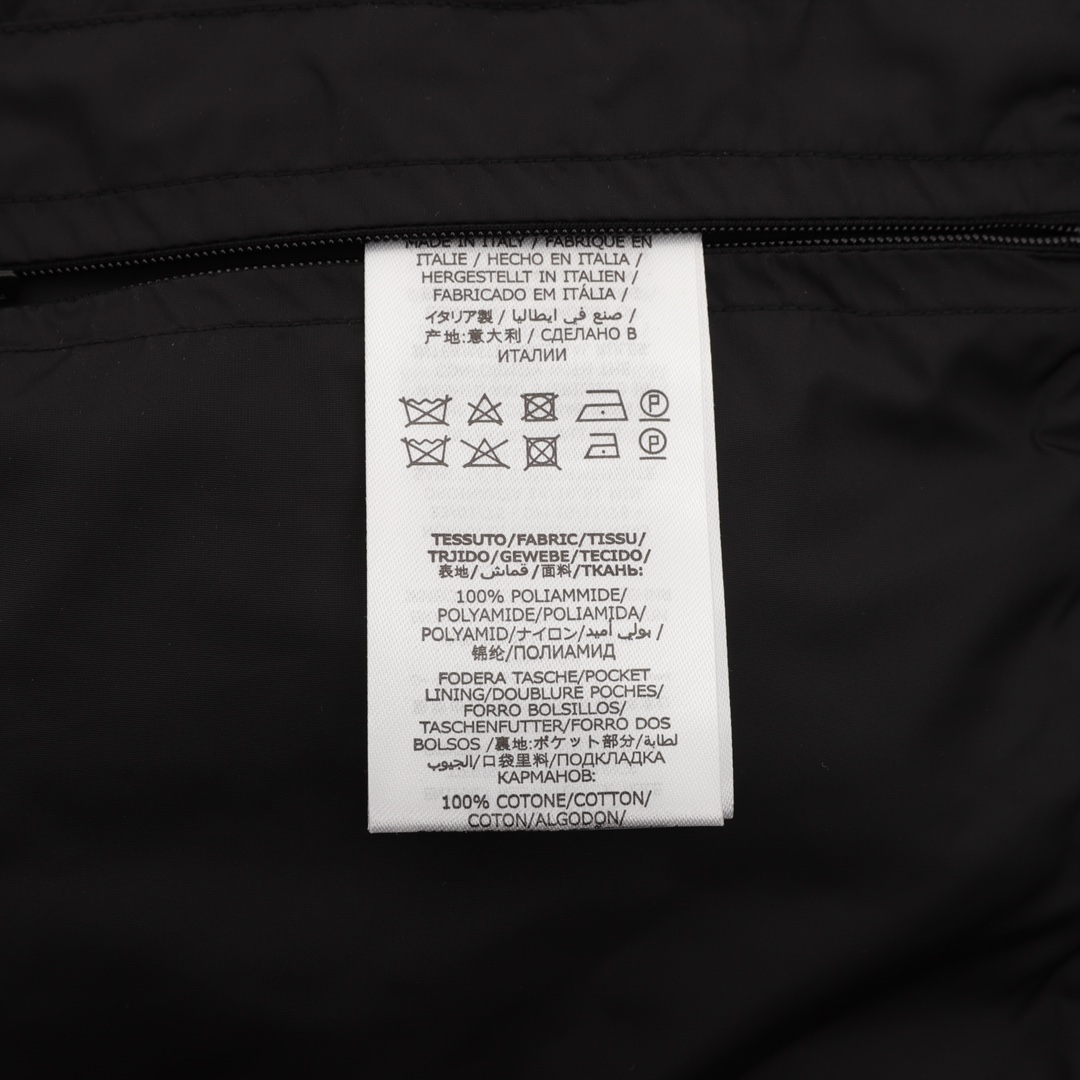 MADE IN ITALY / FABRIQUÉ EN
ITALIE / HECHO EN ITALIA /
HERGESTELLT IN ITALIEN /
FABRICADO EM ITÁLIA /
イタリア製 / صنع في ايطاليا /
产地:意大利 / СДЕЛАНО В
ИТАЛИИ
P
P
TESSUTO/FABRIC/TISSU/
TRJIDO/GEWEBE/TECIDO/
表地/قماش/面料/ТКАНЬ:
100% POLIAMMIDE/
POLYAMIDE/POLIAMIDA/
POLYAMID/ナイロン/بولي أميد /
锦纶/ПОЛИАМИД
FODERA TASCHE/POCKET
LINING/DOUBLURE POCHES/
FORRO BOLSILLOS/
TASCHENFUTTER/FORRO DOS
BOLSOS /裏地:ポケット部分/لطابة
الجيوب/口袋里料/ПОДКЛАДКА
КАРМАНОВ:
100% COTONE/COTTON/
COTON/ALGODÓN/